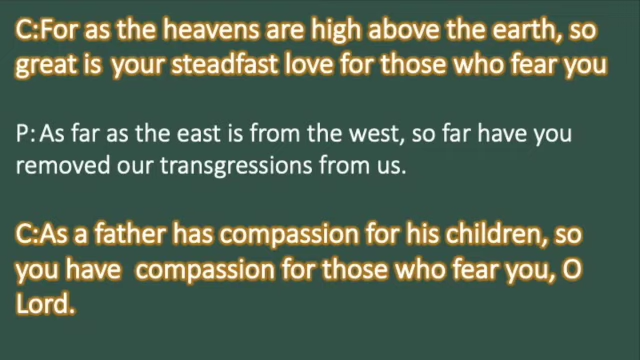 C:For as the heavens are high above the earth, so
great is your steadfast love for those who fear you
P: As far as the east is from the west, so far have you
removed our transgressions from us.
C:As a father has compassion for his children, so
you have compassion for those who fear you, O
Lord.